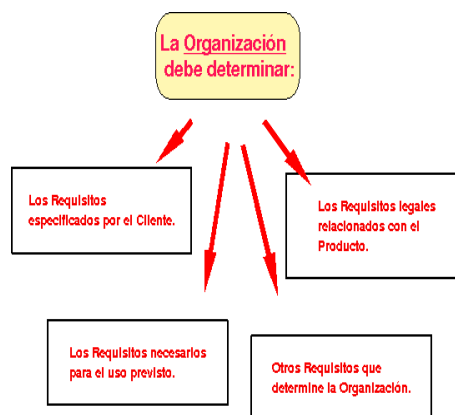 La Organización
debe determinar:
Los Requisitos
especificados por el Cliente.
Los Requisitos legales
relacionados con el
Producto.
Los Requisitos necesarios
para el uso previsto.
Otros Requisitos que
determine la Organización.